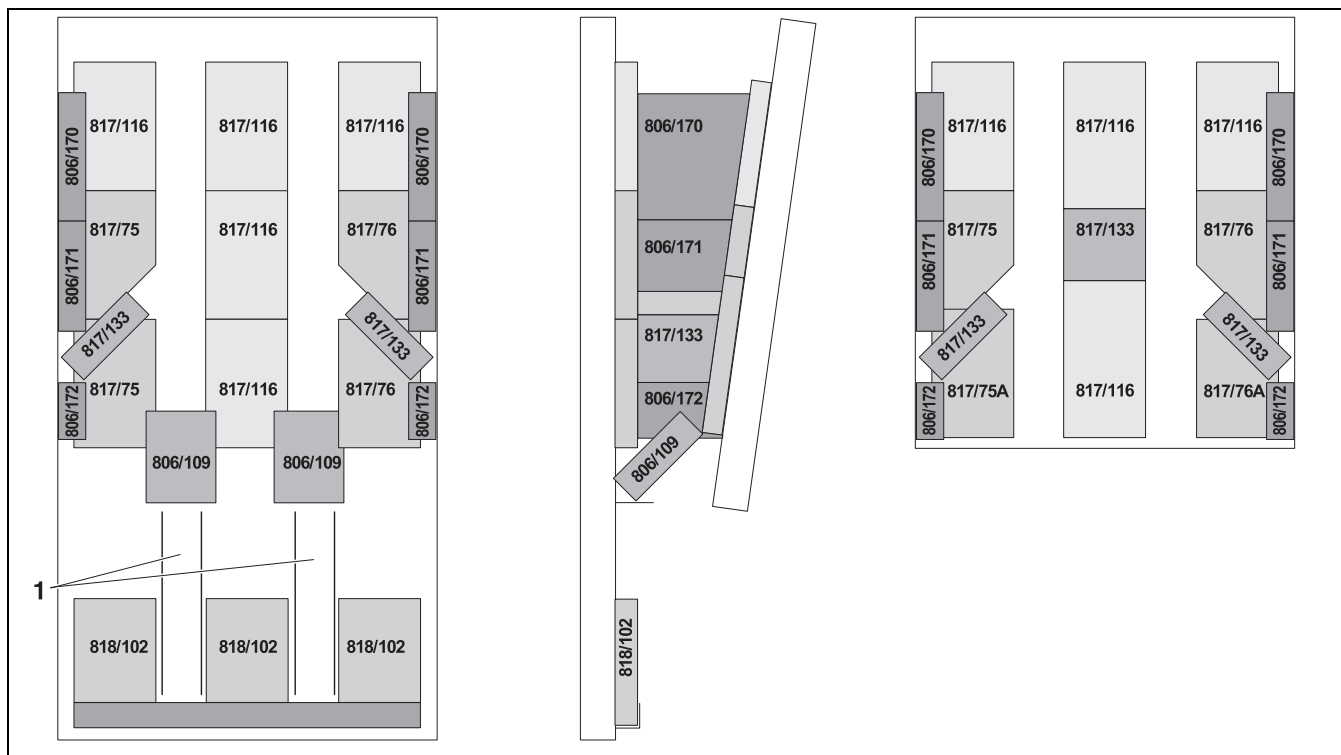 817/116 817/116 817/116
806/170 806/170
817/75 817/116 817/76
806/171 806/171
817/133 817/133
817/75 817/116 817/76
806/172 806/172
806/109 806/109
1
818/102 818/102 818/102
806/170
806/171
817/133
806/172
806/109
818/102
817/116 817/116 817/116
806/170 806/170
817/75 817/133 817/76
806/171 806/171
817/133 817/133
817/75A 817/116 817/76A
806/172 806/172